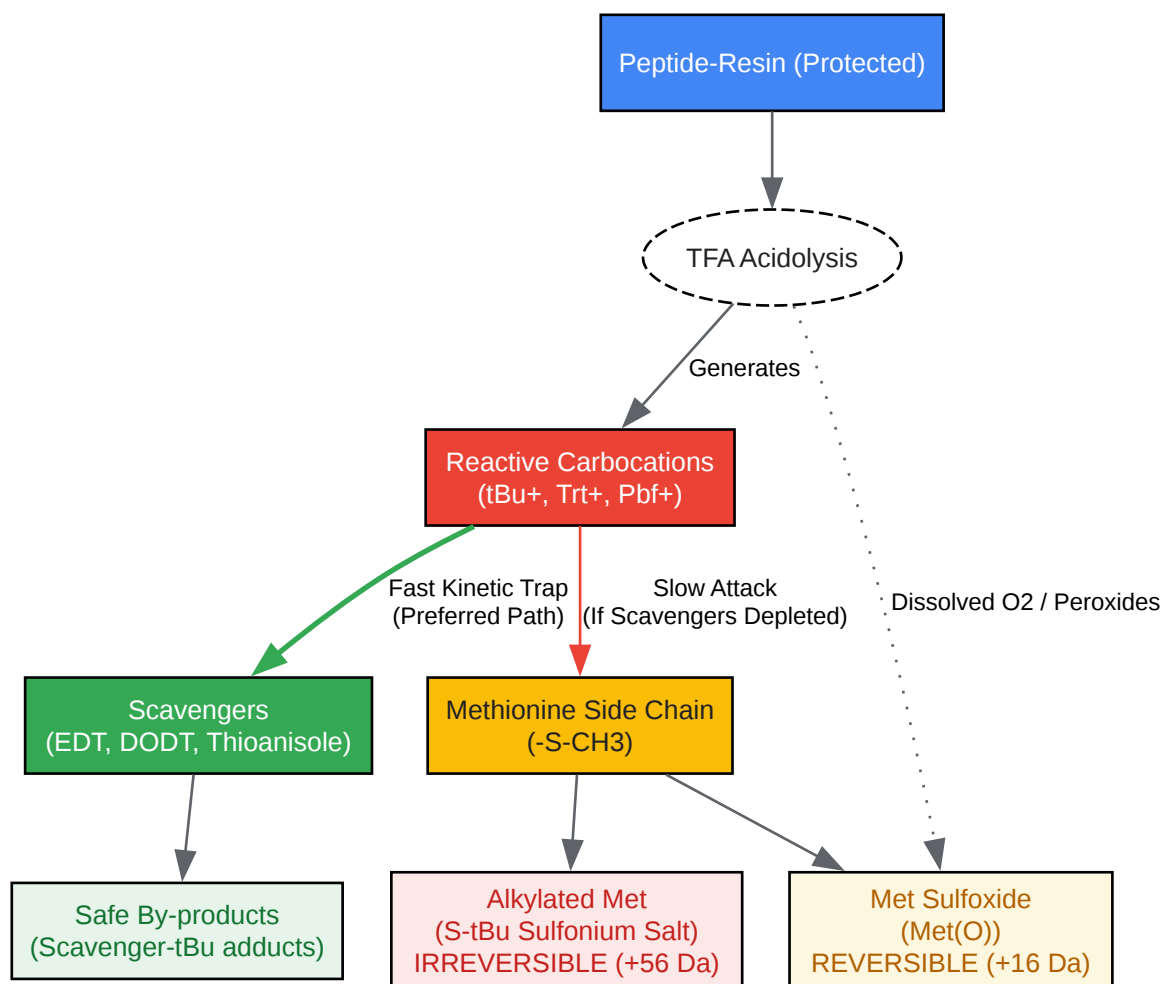 Peptide-Resin (Protected)
TFA Acidolysis
Generates
Reactive Carbocations
(tBu+, Trt+, Pbf+)
Fast Kinetic Trap
(Preferred Path)
Slow Attack
(If Scavengers Depleted)
Dissolved O2 / Peroxides
Scavengers
(EDT, DODT, Thioanisole)
Methionine Side Chain
(-S-CH3)
Safe By-products
(Scavenger-tBu adducts)
Alkylated Met
(S-tBu Sulfonium Salt)
IRREVERSIBLE (+56 Da)
Met Sulfoxide
(Met(O))
REVERSIBLE (+16 Da)